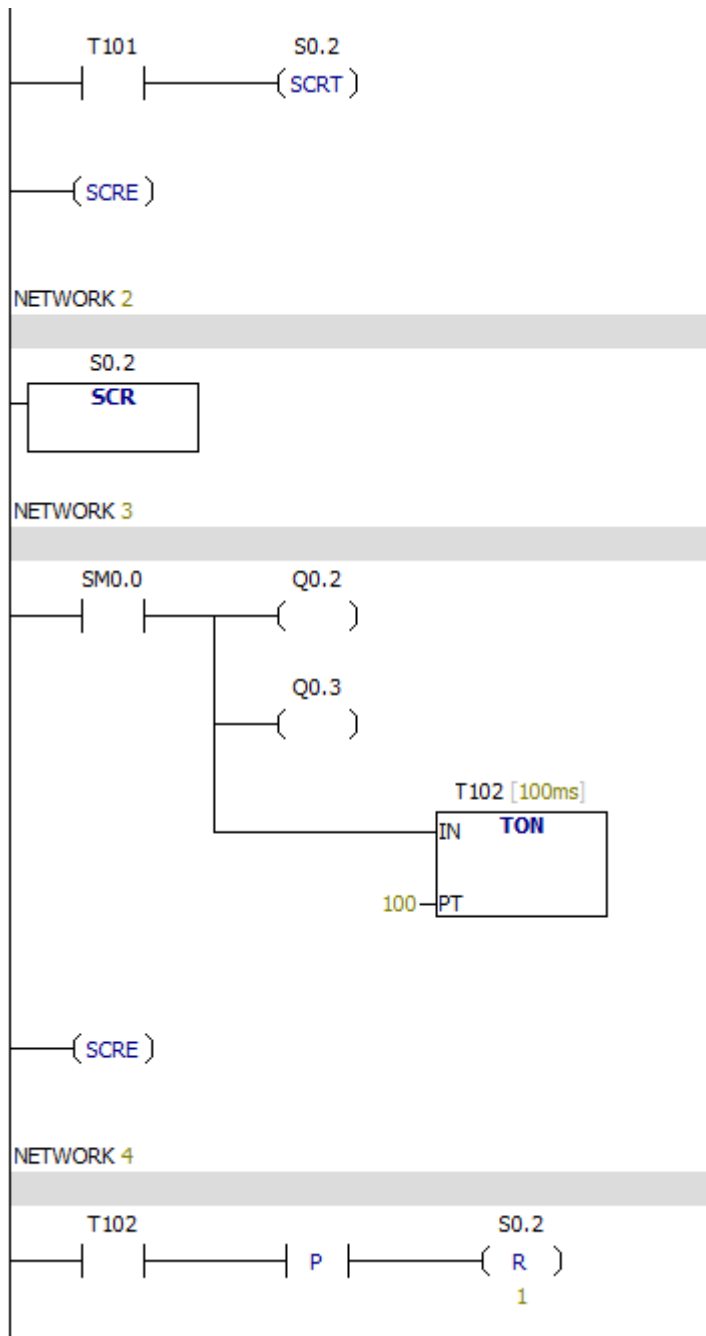 T101 S0.2
SCRT
SCRE
NETWORK 2
S0.2
SCR
NETWORK 3
SM0.0 Q0.2
Q0.3
T102 [100ms]
IN TON
100 PT
SCRE
NETWORK 4
T102 S0.2
P R
1